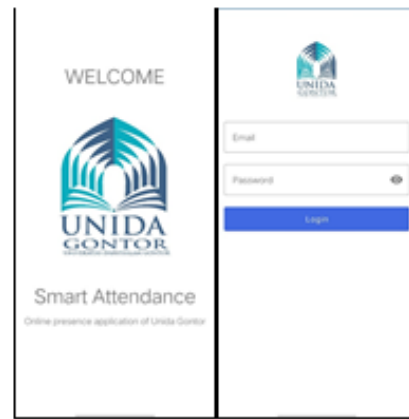 WELCOME
UNIDA
GONTOR
Smart Attendance
Online presence application of Unida Gontor
UNIDA
GONTOR
Email
Password
Login